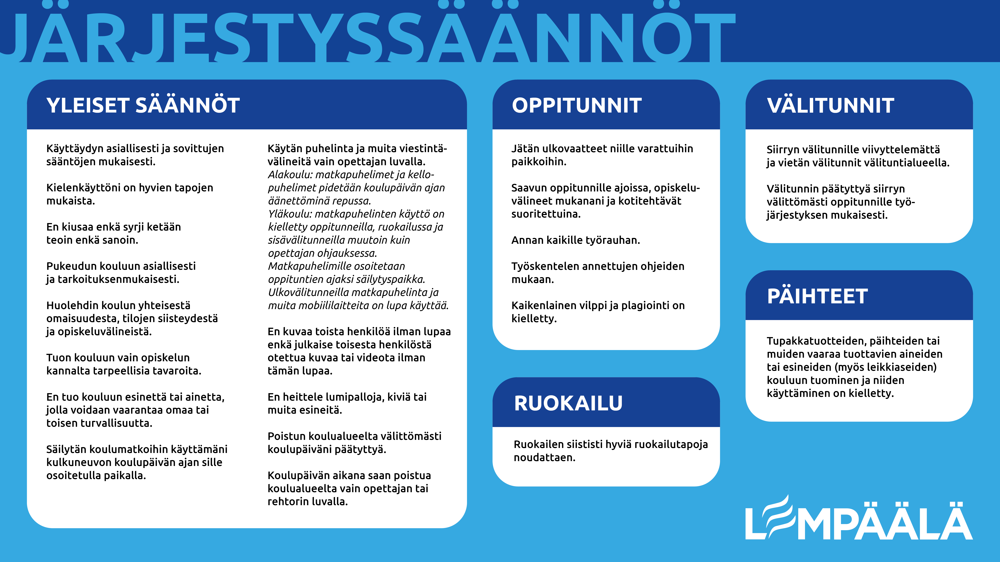 JÄRJESTYSSÄÄNNÖT
YLEISET SÄÄNNÖT
Käyttäydyn asiallisesti ja sovittujen
sääntöjen mukaisesti.
Kielenkäyttöni on hyvien tapojen
mukaista.
En kiusaa enkä syrji ketään
teoin enkä sanoin.
Pukeudun kouluun asiallisesti
ja tarkoituksenmukaisesti.
Huolehdin koulun yhteisestä
omaisuudesta, tilojen siisteydestä
ja opiskeluvälineistä.
Tuon kouluun vain opiskelun
kannalta tarpeellisia tavaroita.
En tuo kouluun esinettä tai ainetta,
jolla voidaan vaarantaa omaa tai
toisen turvallisuutta.
Säilytän koulumatkoihin käyttämäni
kulkuneuvon koulupäivän ajan sille
osoitetulla paikalla.
Käytän puhelinta ja muita viestintä-
välineitä vain opettajan luvalla.
Alakoulu: matkapuhelimet ja kello-
puhelimet pidetään koulupäivän ajan
äänettöminä repussa.
Yläkoulu: matkapuhelinten käyttö on
kielletty oppitunneilla, ruokailussa ja
sisävälitunneilla muutoin kuin
opettajan ohjauksessa.
Matkapuhelimille osoitetaan
oppituntien ajaksi säilytyspaikka.
Ulkovälitunneilla matkapuhelinta ja
muita mobiililaitteita on lupa käyttää.
En kuvaa toista henkilöä ilman lupaa
enkä julkaise toisesta henkilöstä
otettua kuvaa tai videota ilman
tämän lupaa.
En heittele lumipalloja, kiviä tai
muita esineitä.
Poistun koulualueelta välittömästi
koulupäiväni päätyttyä.
Koulupäivän aikana saan poistua
koulualueelta vain opettajan tai
rehtorin luvalla.
OPPITUNNIT
Jätän ulkovaatteet niille varattuihin
paikkoihin.
Saavun oppitunnille ajoissa, opiskelu-
välineet mukanani ja kotitehtävät
suoritettuina.
Annan kaikille työrauhan.
Työskentelen annettujen ohjeiden
mukaan.
Kaikenlainen vilppi ja plagiointi on
kielletty.
RUOKAILU
Ruokailen siististi hyviä ruokailutapoja
noudattaen.
VÄLITUNNIT
Siirryn välitunnille viivyttelemättä
ja vietän välitunnit välituntialueella.
Välitunnin päätyttyä siirryn
välittömästi oppitunnille työ-
järjestyksen mukaisesti.
PÄIHTEET
Tupakkatuotteiden, päihteiden tai
muiden vaaraa tuottavien aineiden
tai esineiden (myös leikkiaseiden)
kouluun tuominen ja niiden
käyttäminen on kielletty.
LEMPÄÄLÄ